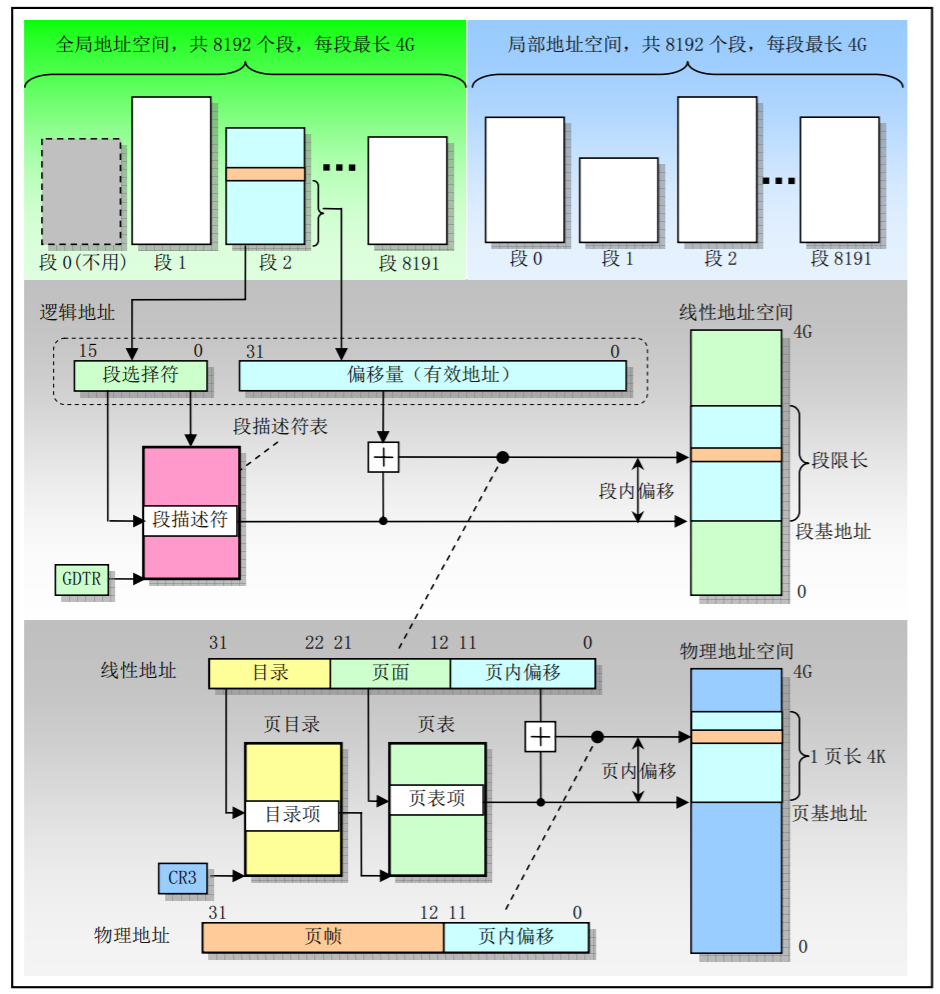 全局地址空间，共 8192 个段，每段最长 4G
局部地址空间，共 8192 个段，每段最长 4G
段 0(不用)
段 1
段 2
段 8191
段 0
段 1
段 2
段 8191
逻辑地址
线性地址空间
4G
15
0
31
0
段选择符
偏移量（有效地址）
段描述符表
段限长
段内偏移
段描述符
段基地址
GDTR
0
31
22
21
12
11
0
物理地址空间
线性地址
目录
页面
页内偏移
4G
页目录
页表
1 页长 4K
页内偏移
目录项
页表项
页基地址
CR3
31
12
11
0
物理地址
页帧
页内偏移
0